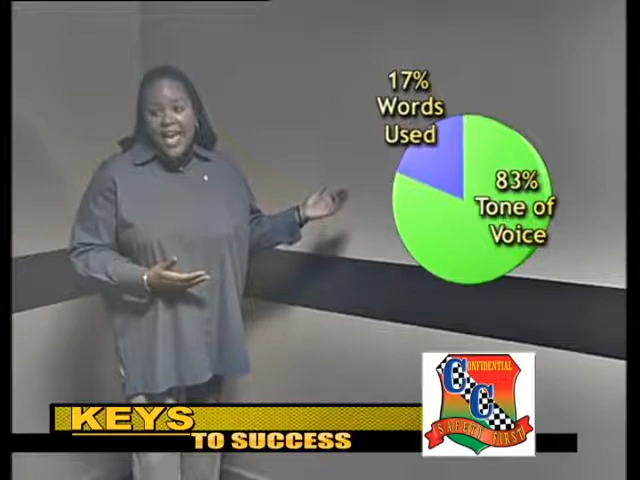 17%
Words
Used
83%
Tone of
Voice
CONFIDENTIAL
CC
SAFETY FIRST
KEYS
TO SUCCESS